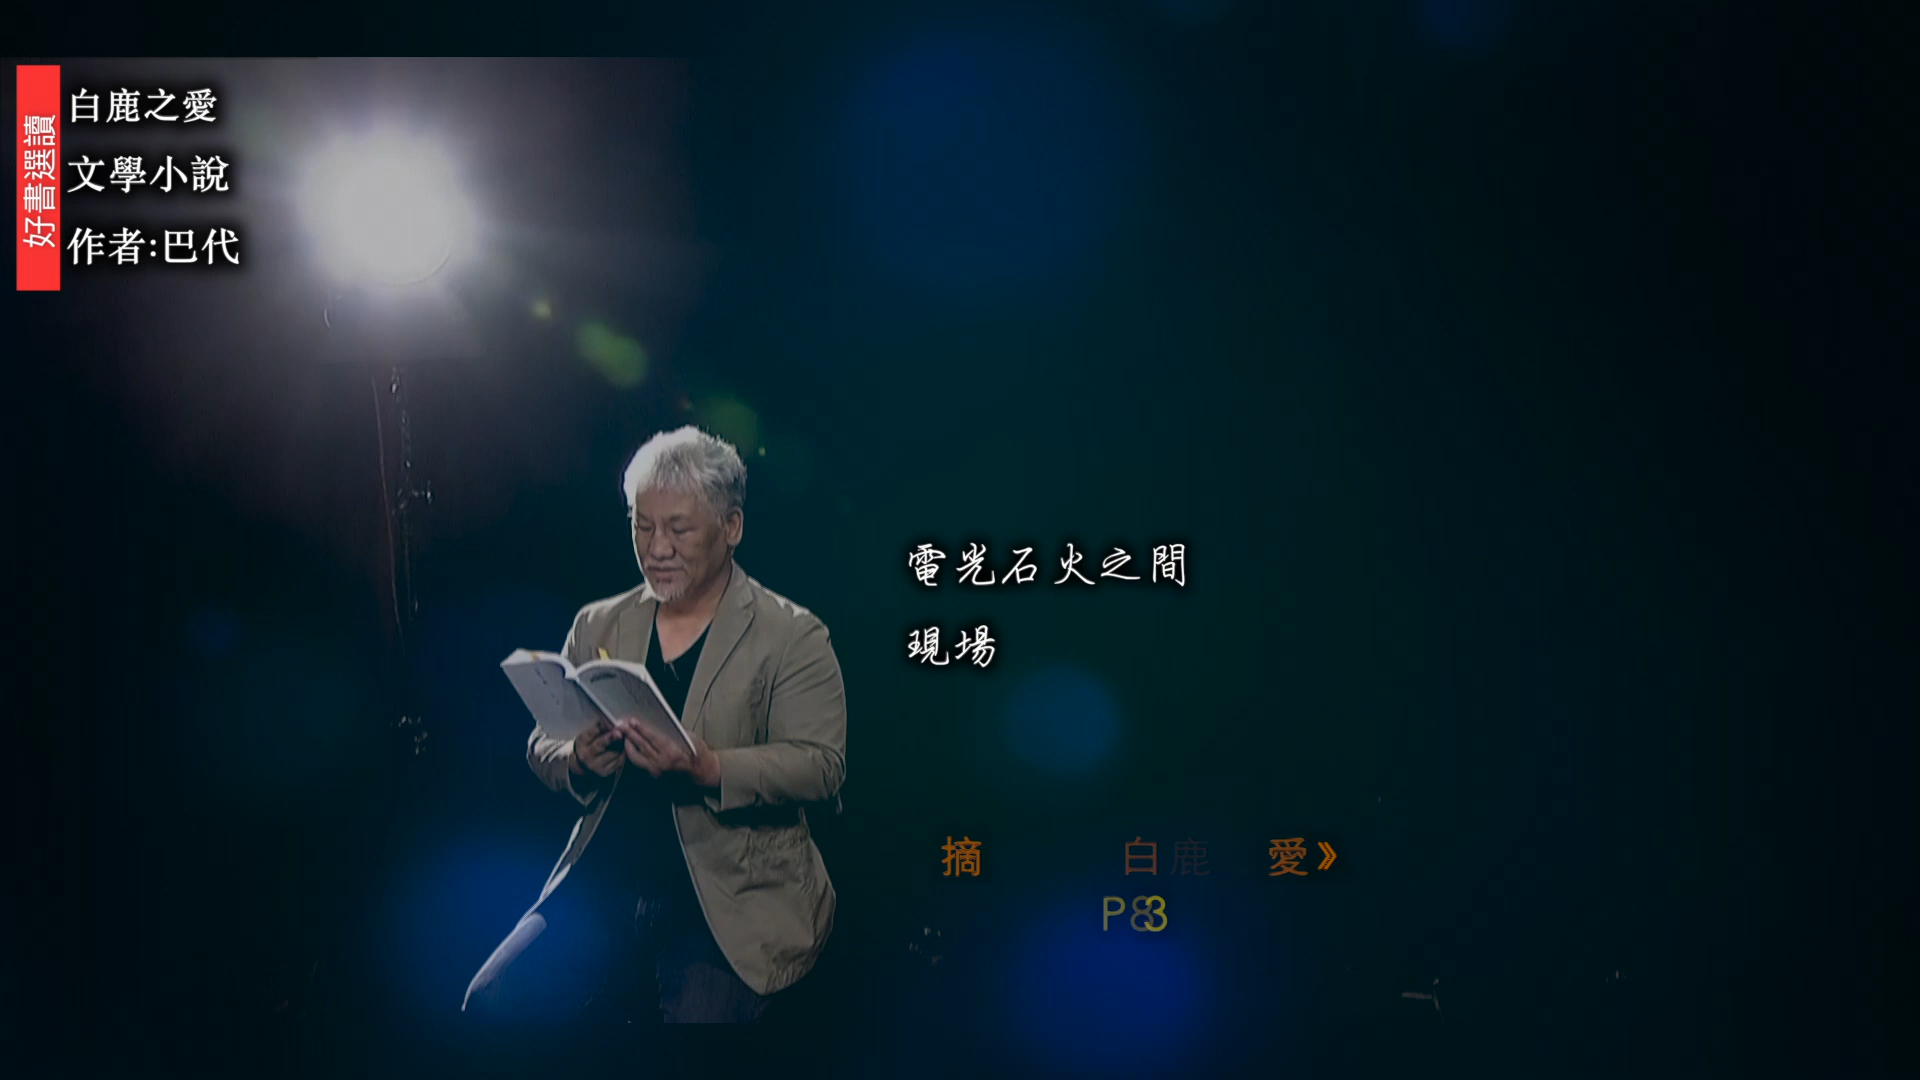 好書選讀
白鹿之愛
文學小說
作者:巴代
電光石火之間
現場
摘 白鹿 愛》
P83